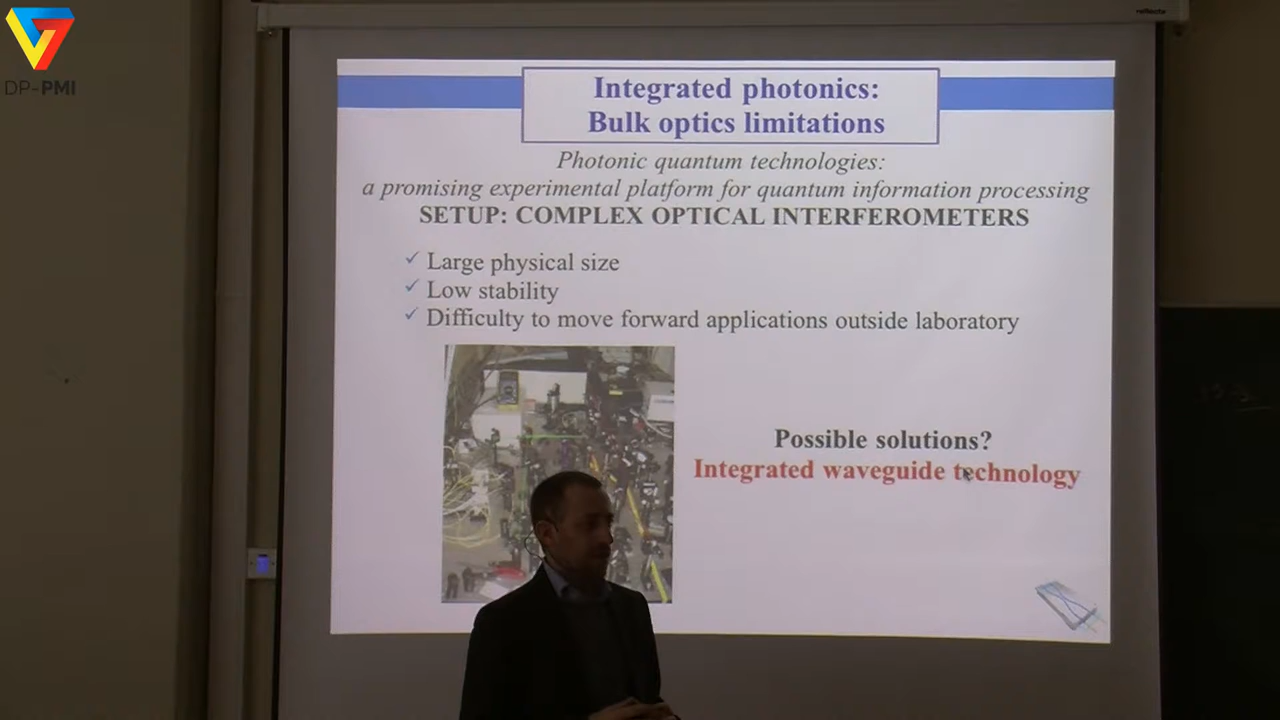 reflecta
DP-PMI
Integrated photonics:
Bulk optics limitations
Photonic quantum technologies:
a promising experimental platform for quantum information processing
SETUP: COMPLEX OPTICAL INTERFEROMETERS
✓ Large physical size
✓ Low stability
✓ Difficulty to move forward applications outside laboratory
Possible solutions?
Integrated waveguide technology